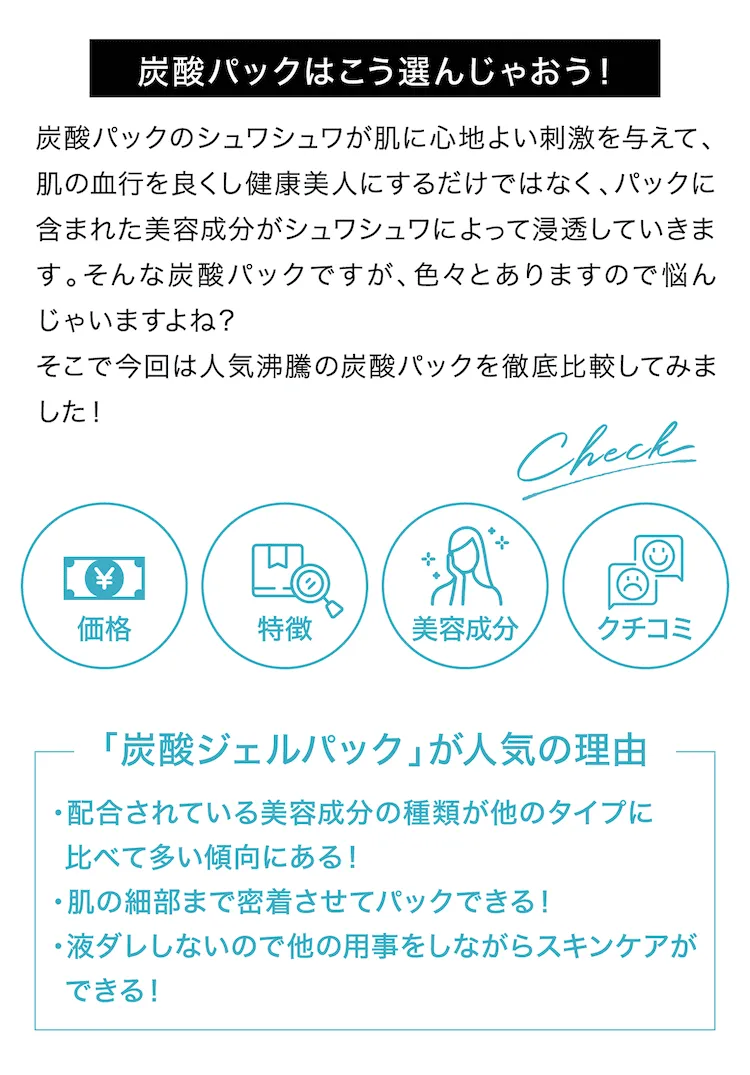 炭酸パックはこう選んじゃおう！
炭酸パックのシュワシュワが肌に心地よい刺激を与えて、
肌の血行を良くし健康美人にするだけではなく、パックに
含まれた美容成分がシュワシュワによって浸透していきま
す。そんな炭酸パックですが、色々とありますので悩ん
じゃいますよね？
そこで今回は人気沸騰の炭酸パックを徹底比較してみま
した！
Check
¥
価格
特徴
美容成分
クチコミ
「炭酸ジェルパック」が人気の理由
・配合されている美容成分の種類が他のタイプに
比べて多い傾向にある！
・肌の細部まで密着させてパックできる！
・液ダレしないので他の用事をしながらスキンケアが
できる！